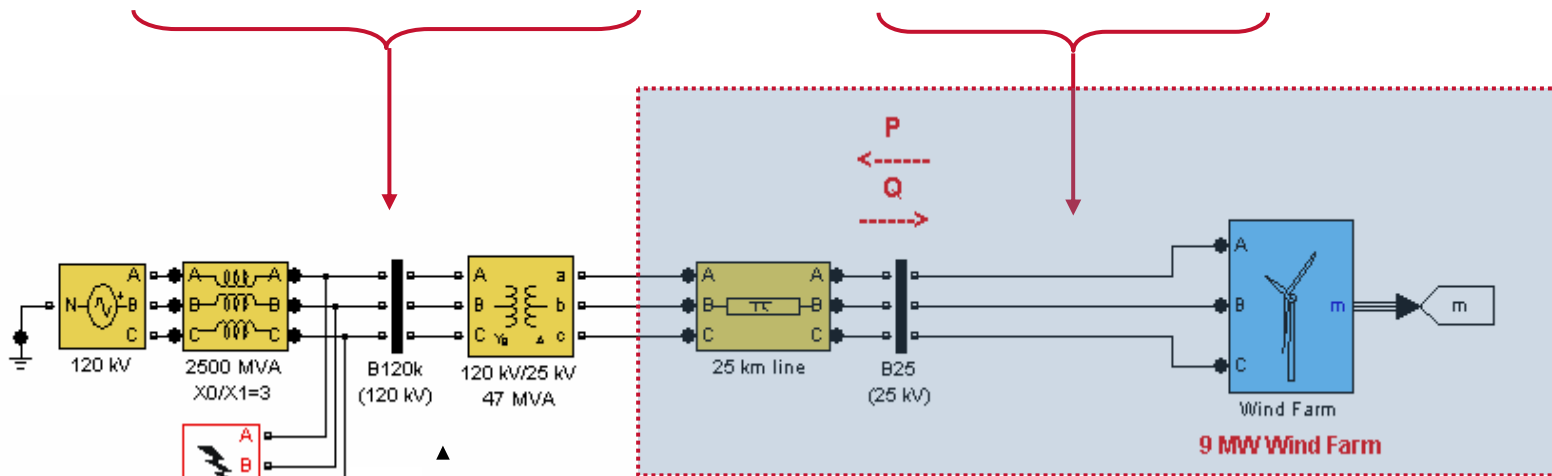 P
<------
Q
------>
N A B C
A B C A B C
A B C Yg a b c Δ
A B C A B C
A B C m
m
120 kV
2500 MVA
X0/X1=3
B120k
(120 kV)
120 kV/25 kV
47 MVA
25 km line
B25
(25 kV)
Wind Farm
9 MW Wind Farm
A
B